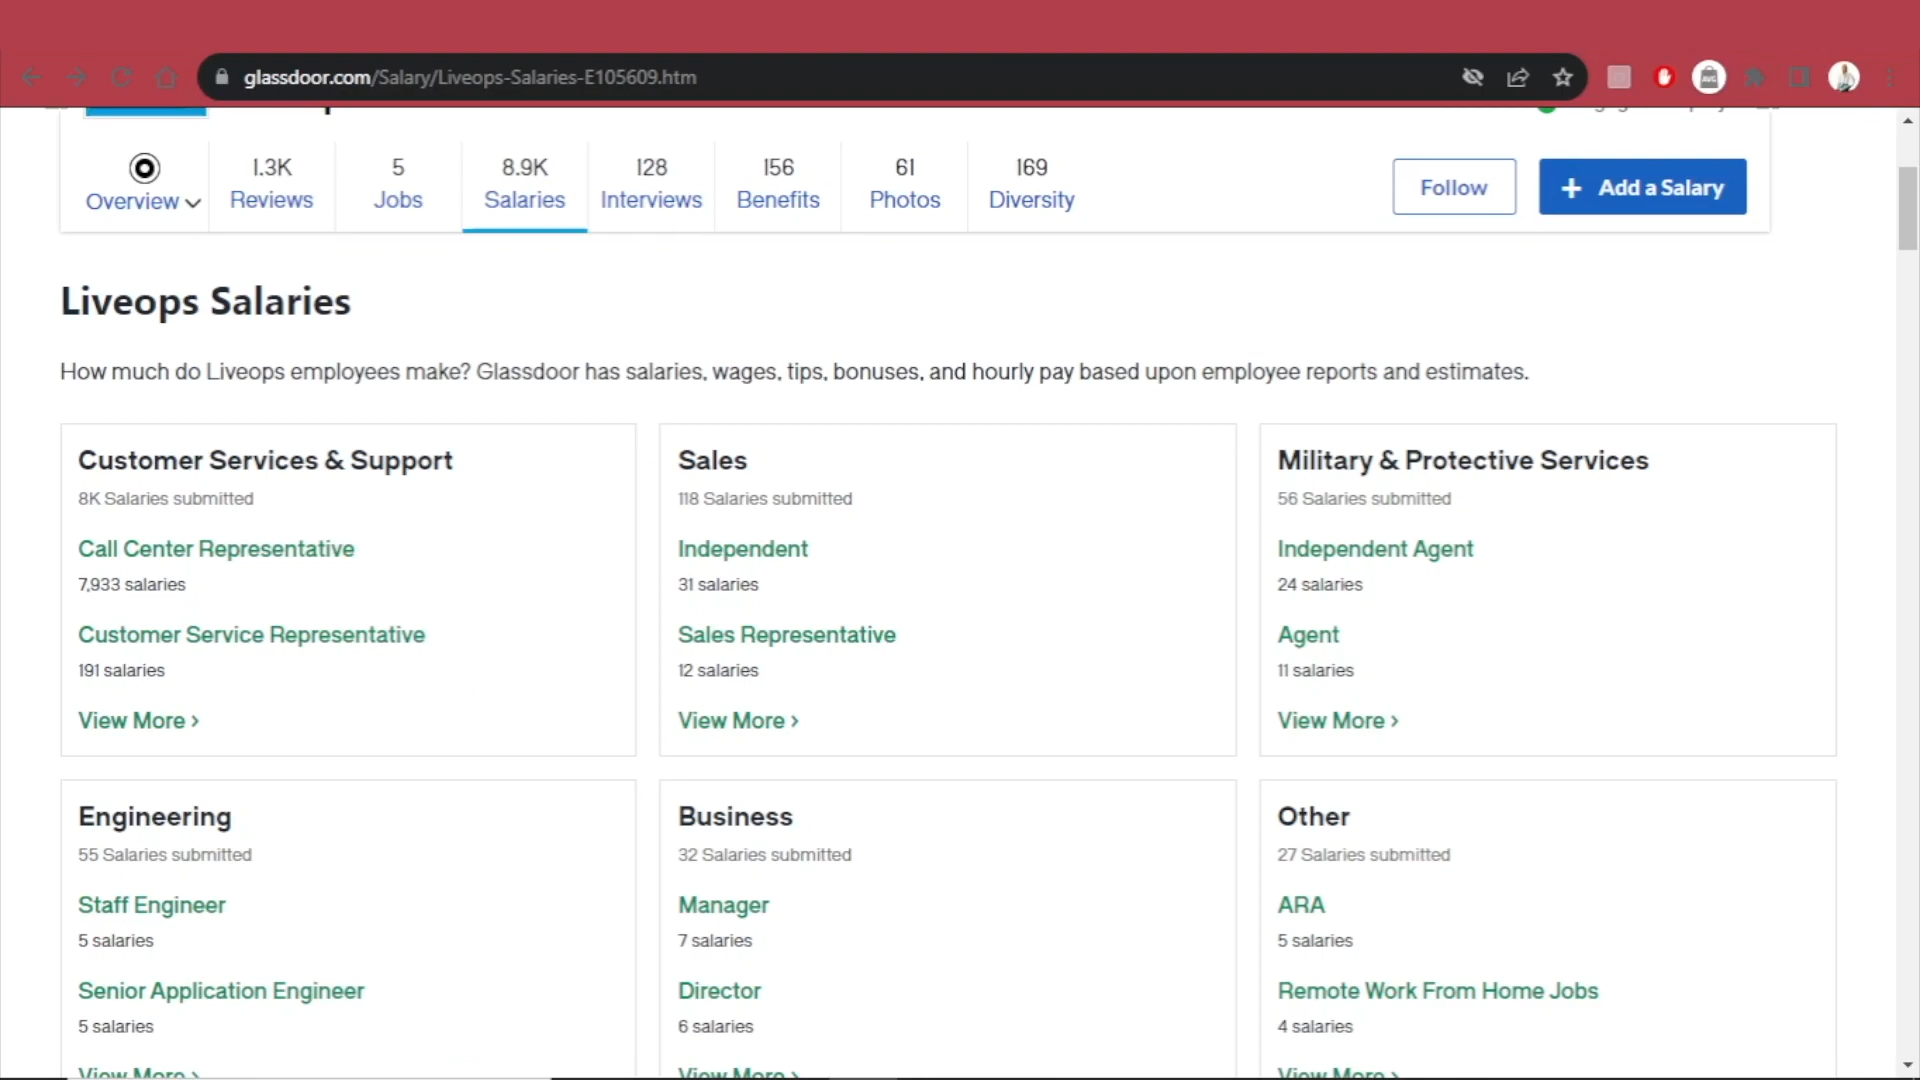 glassdoor.com/Salary/Liveops-Salaries-E105609.htm
Overview
1.3K
Reviews
5
Jobs
8.9K
Salaries
128
Interviews
156
Benefits
61
Photos
169
Diversity
Follow
+ Add a Salary
Liveops Salaries
How much do Liveops employees make? Glassdoor has salaries, wages, tips, bonuses, and hourly pay based upon employee reports and estimates.
Customer Services & Support
8K Salaries submitted
Call Center Representative
7,933 salaries
Customer Service Representative
191 salaries
View More ›
Sales
118 Salaries submitted
Independent
31 salaries
Sales Representative
12 salaries
View More ›
Military & Protective Services
56 Salaries submitted
Independent Agent
24 salaries
Agent
11 salaries
View More ›
Engineering
55 Salaries submitted
Staff Engineer
5 salaries
Senior Application Engineer
5 salaries
View More ›
Business
32 Salaries submitted
Manager
7 salaries
Director
6 salaries
View More ›
Other
27 Salaries submitted
ARA
5 salaries
Remote Work From Home Jobs
4 salaries
View More ›